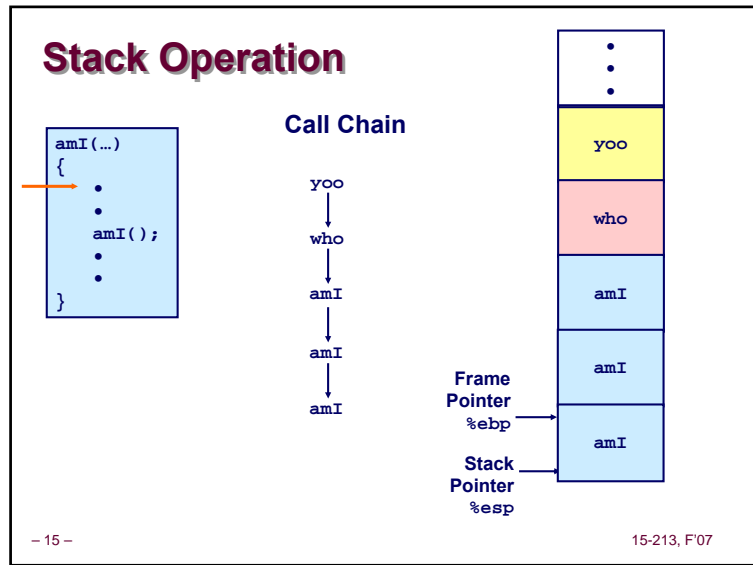 Stack Operation
amI(…)
{
•
•
amI();
•
•
}
Call Chain
yoo
who
amI
amI
amI
•
•
•
yoo
who
amI
amI
amI
Frame
Pointer
%ebp
Stack
Pointer
%esp
– 15 –
15-213, F'07